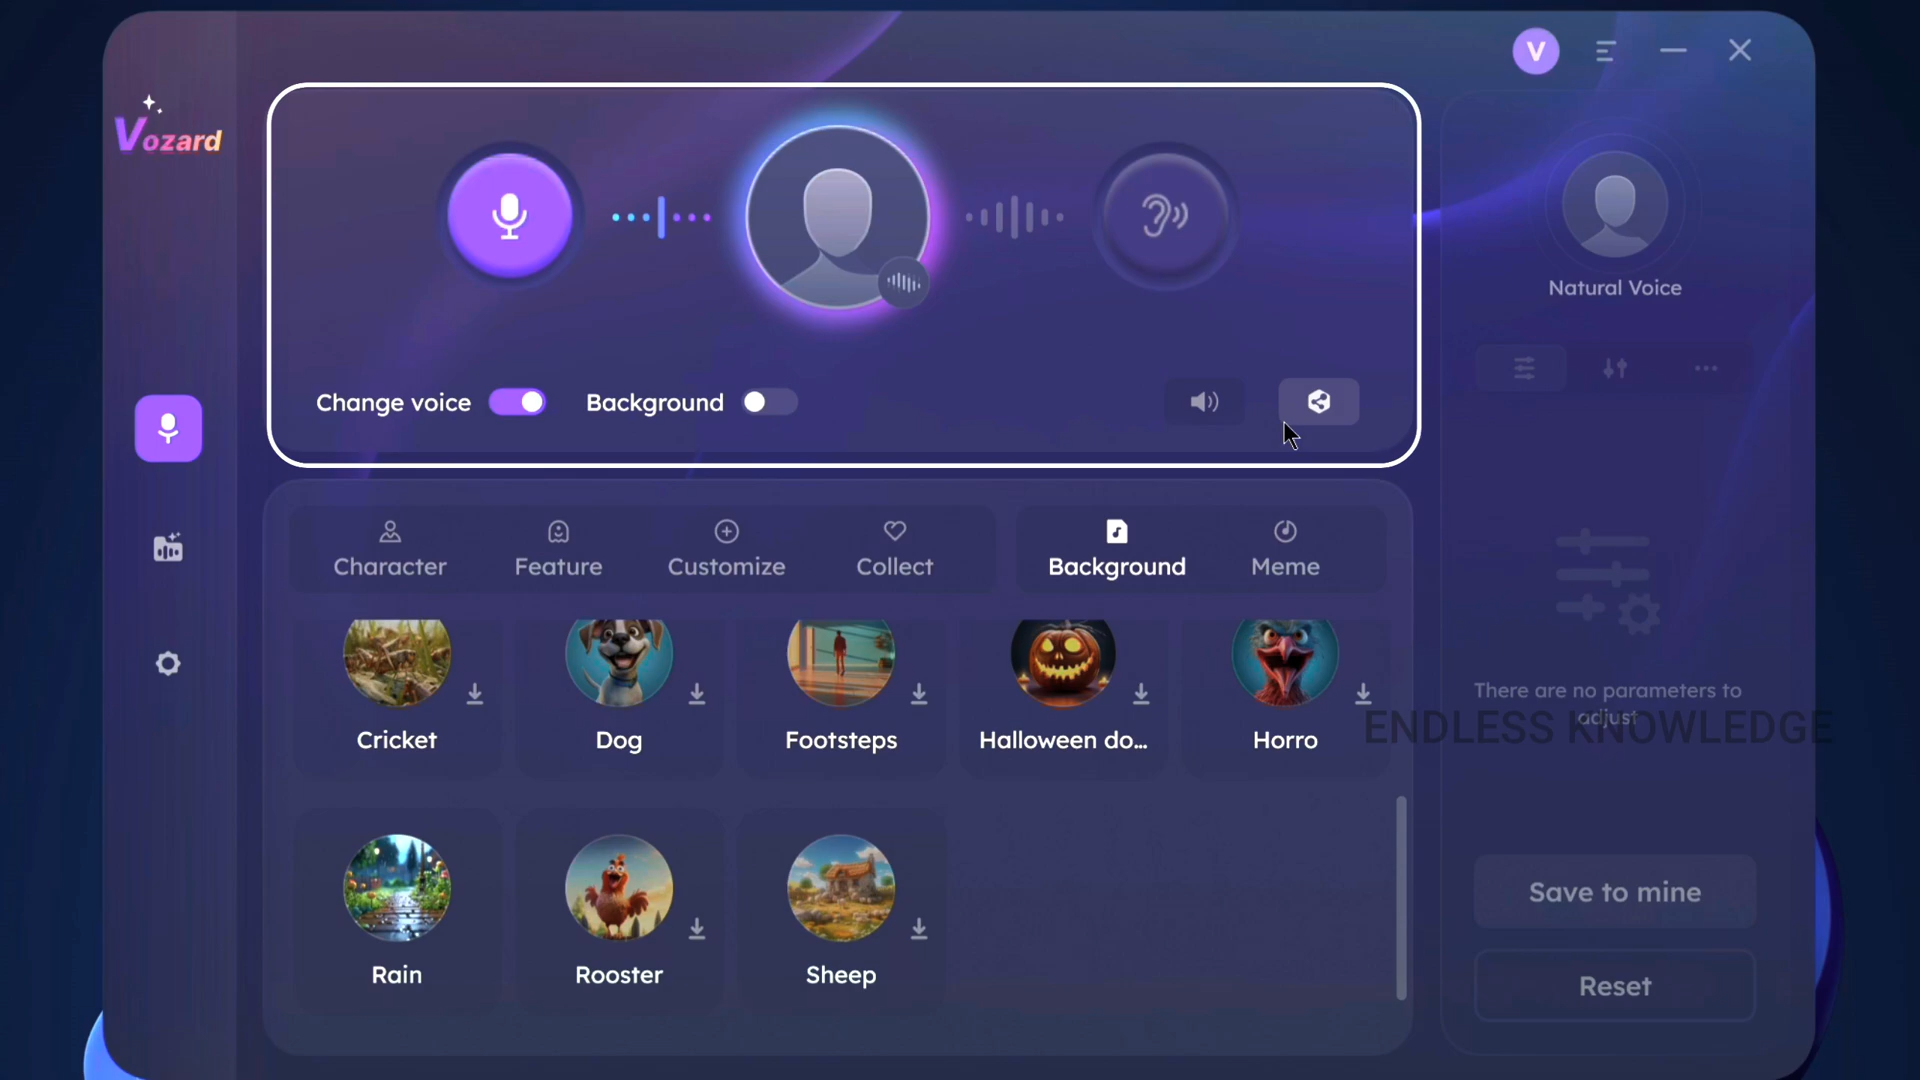 V
Vozard
Natural Voice
Change voice
Background
Character
Feature
Customize
Collect
Background
Meme
Cricket
Dog
Footsteps
Halloween do...
Horro
There are no parameters to
adjust
ENDLESS KNOWLEDGE
Rain
Rooster
Sheep
Save to mine
Reset